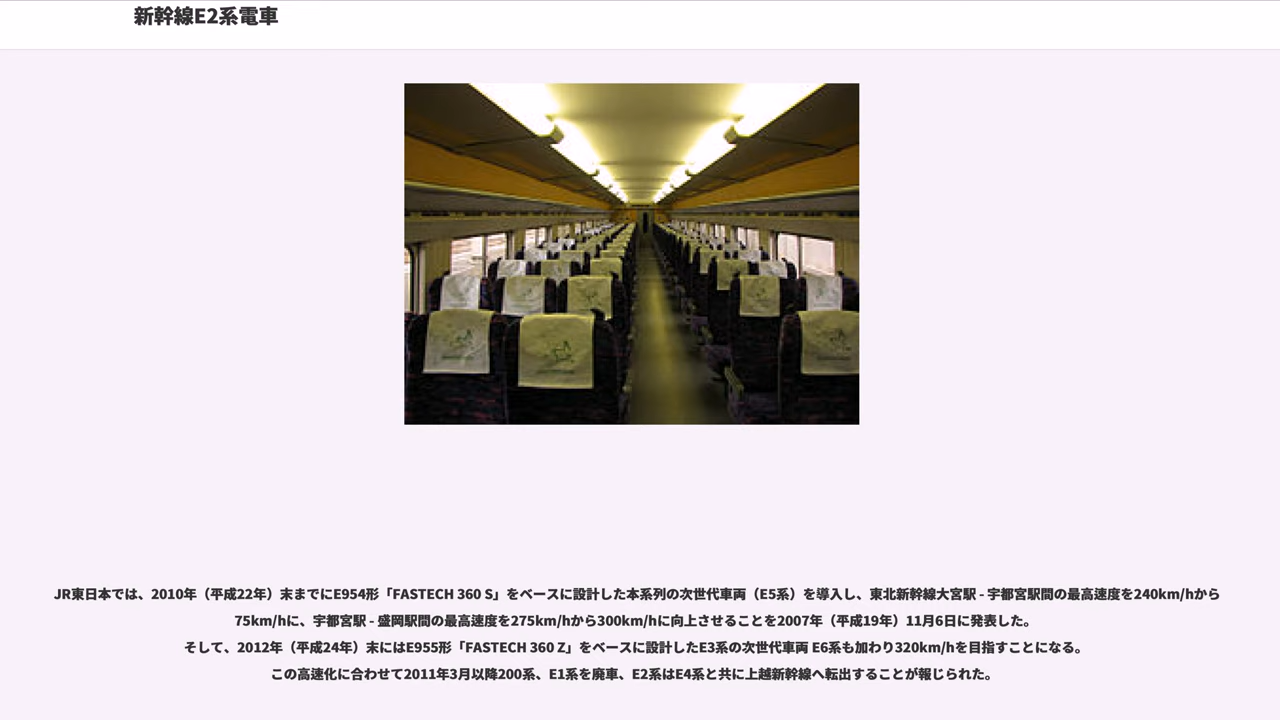 新幹線E2系電車
JR東日本では、2010年（平成22年）末までにE954形「FASTECH 360 S」をベースに設計した本系列の次世代車両（E5系）を導入し、東北新幹線大宮駅 - 宇都宮駅間の最高速度を240km/hから
75km/hに、宇都宮駅 - 盛岡駅間の最高速度を275km/hから300km/hに向上させることを2007年（平成19年）11月6日に発表した。
そして、2012年（平成24年）末にはE955形「FASTECH 360 Z」をベースに設計したE3系の次世代車両 E6系も加わり320km/hを目指すことになる。
この高速化に合わせて2011年3月以降200系、E1系を廃車、E2系はE4系と共に上越新幹線へ転出することが報じられた。